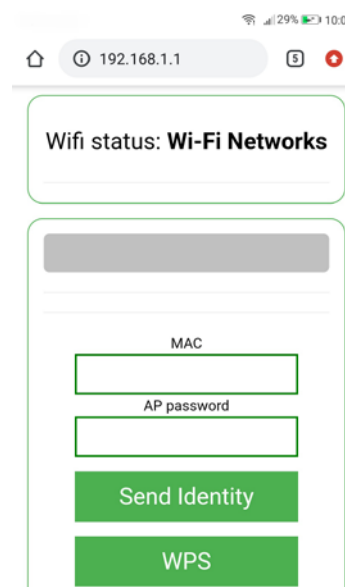 29% 10:0
192.168.1.1 5
Wifi status: Wi-Fi Networks
MAC
AP password
Send Identity
WPS